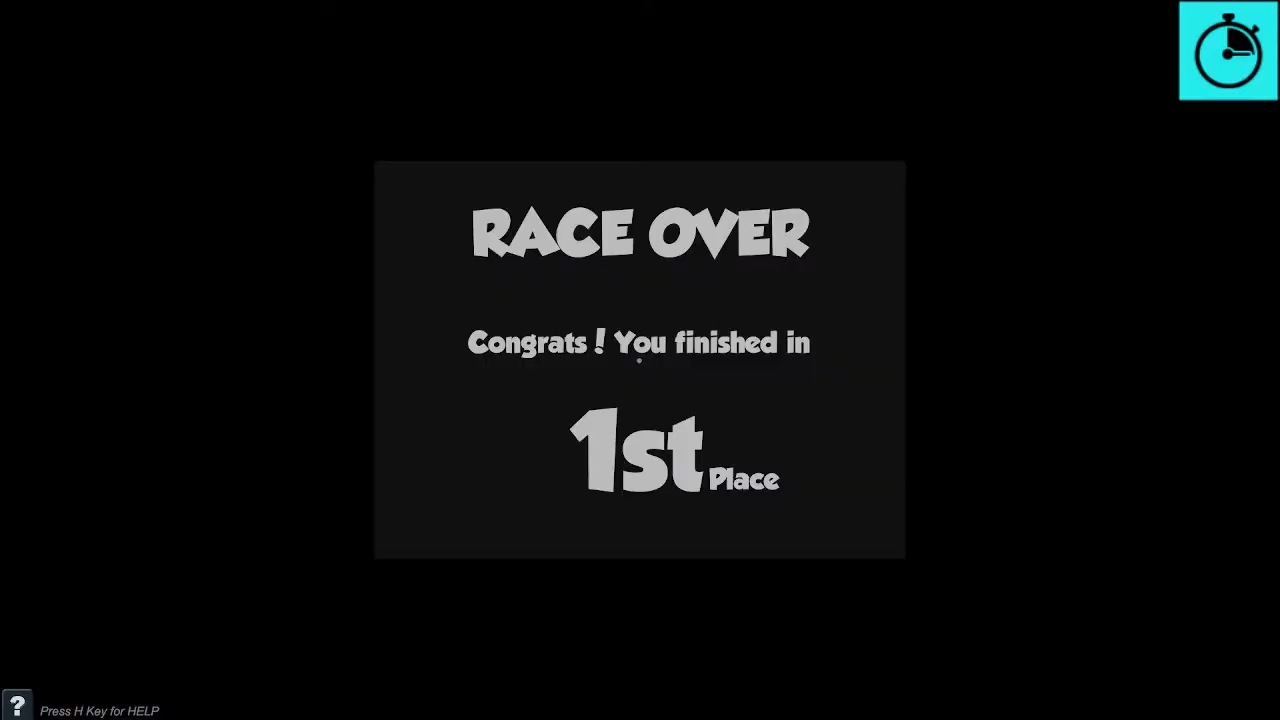 RACE OVER
Congrats! You finished in
1st Place
? Press H Key for HELP